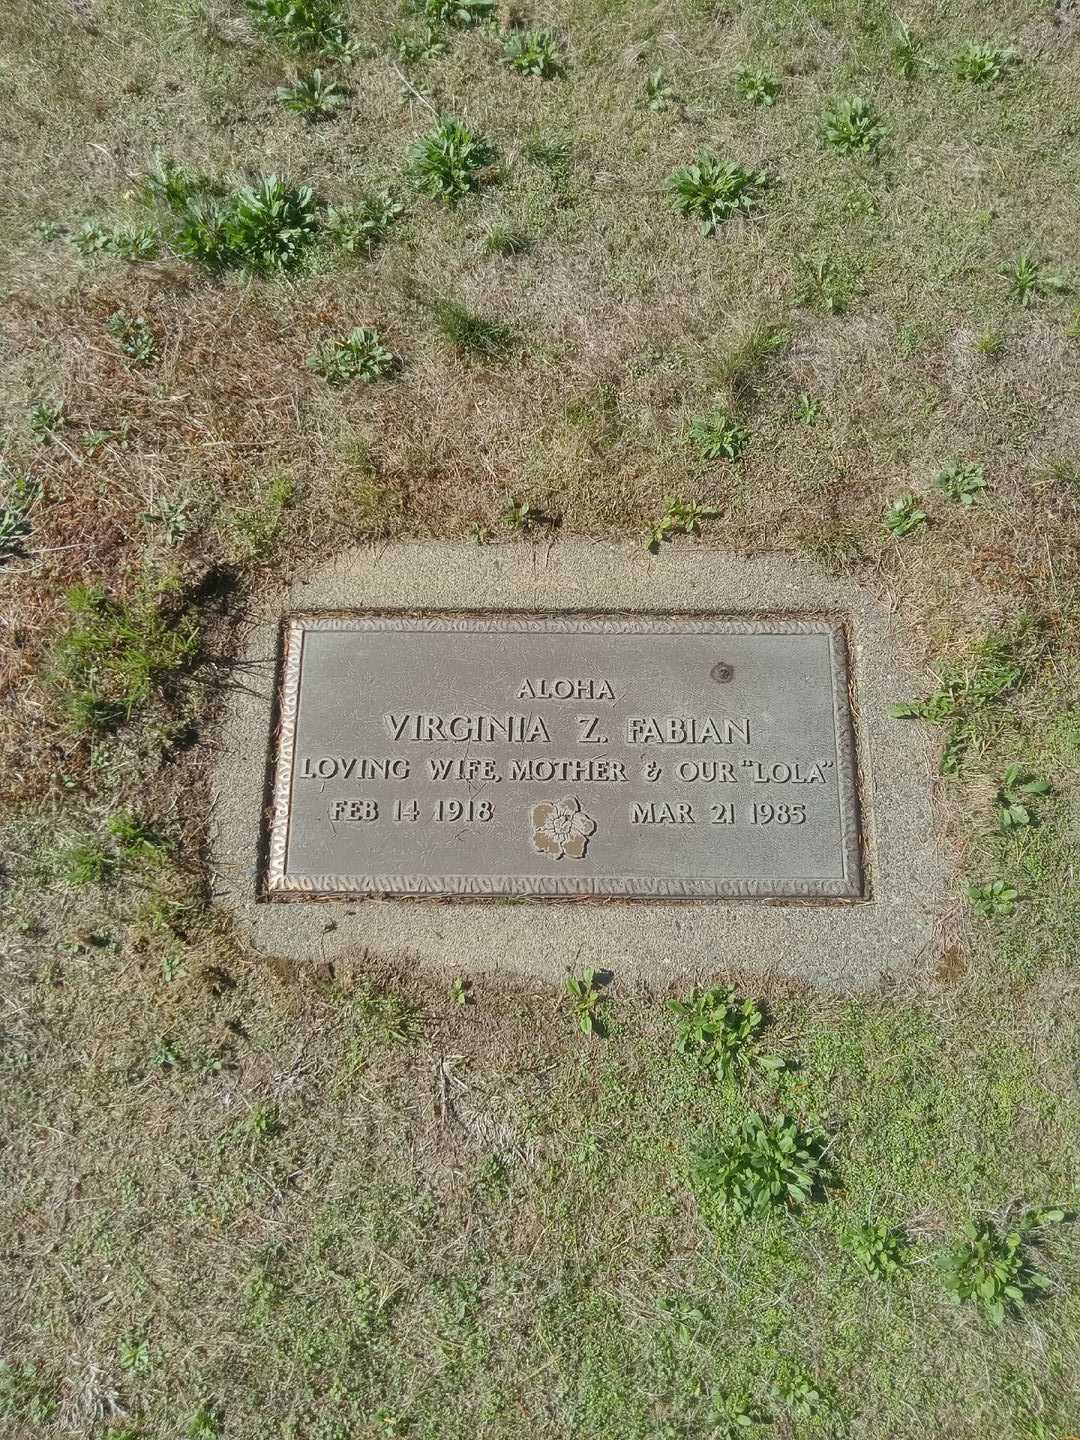 ALOHA
VIRGINIA Z. FABIAN
LOVING WIFE, MOTHER & OUR "LOLA"
FEB 14 1918 MAR 21 1985